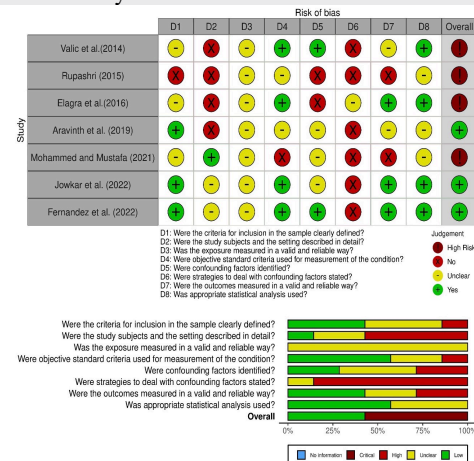 Risk of bias
D1 D2 D3 D4 D5 D6 D7 D8 Overall
Valic et al.(2014) - X - + + X - + !
Rupashri (2015) X X - - X X X - !
Elagra et al.(2016) - X - + X - + + !
Aravinth et al. (2019) + X - - - X - - +
Mohammed and Mustafa (2021) - + - X - X X - !
Jowkar et al. (2022) + - - + - X + + +
Fernandez et al. (2022) + - - + + X + + +
Study
D1: Were the criteria for inclusion in the sample clearly defined?
D2: Were the study subjects and the setting described in detail?
D3: Was the exposure measured in a valid and reliable way?
D4: Were objective standard criteria used for measurement of the condition?
D5: Were confounding factors identified?
D6: Were strategies to deal with confounding factors stated?
D7: Were the outcomes measured in a valid and reliable way?
D8: Was appropriate statistical analysis used?
Judgement
! High Risk
X No
- Unclear
+ Yes
Were the criteria for inclusion in the sample clearly defined?
Were the study subjects and the setting described in detail?
Was the exposure measured in a valid and reliable way?
Were objective standard criteria used for measurement of the condition?
Were confounding factors identified?
Were strategies to deal with confounding factors stated?
Were the outcomes measured in a valid and reliable way?
Was appropriate statistical analysis used?
Overall
0% 25% 50% 75% 100%
No information Critical High Unclear Low